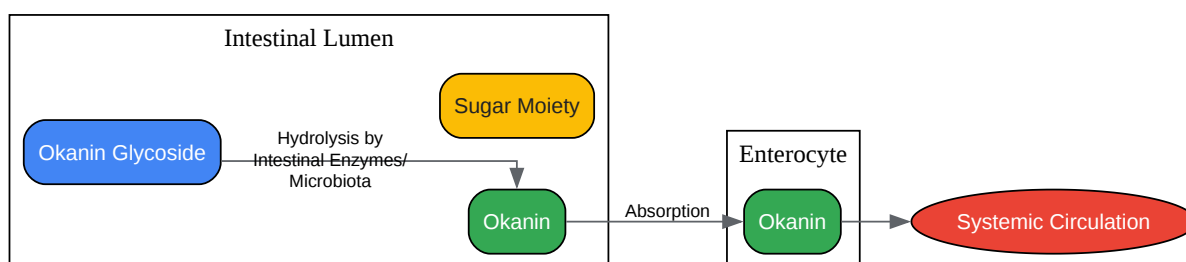 Intestinal Lumen
Sugar Moiety
Okanin Glycoside
Hydrolysis by
Intestinal Enzymes/
Microbiota
Okanin
Absorption
Enterocyte
Okanin
Systemic Circulation